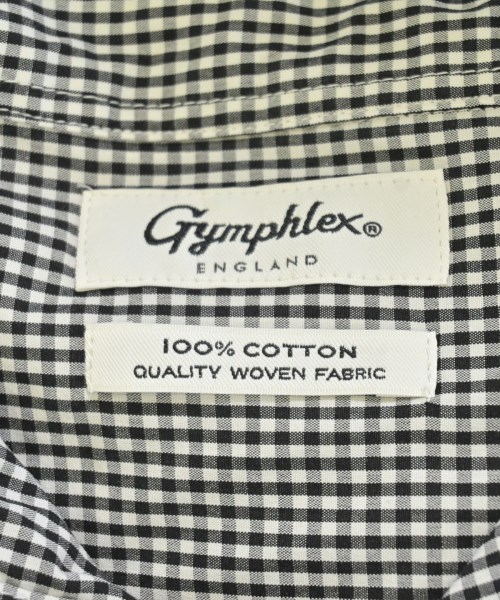 Gymphlex®
ENGLAND
100% COTTON
QUALITY WOVEN FABRIC